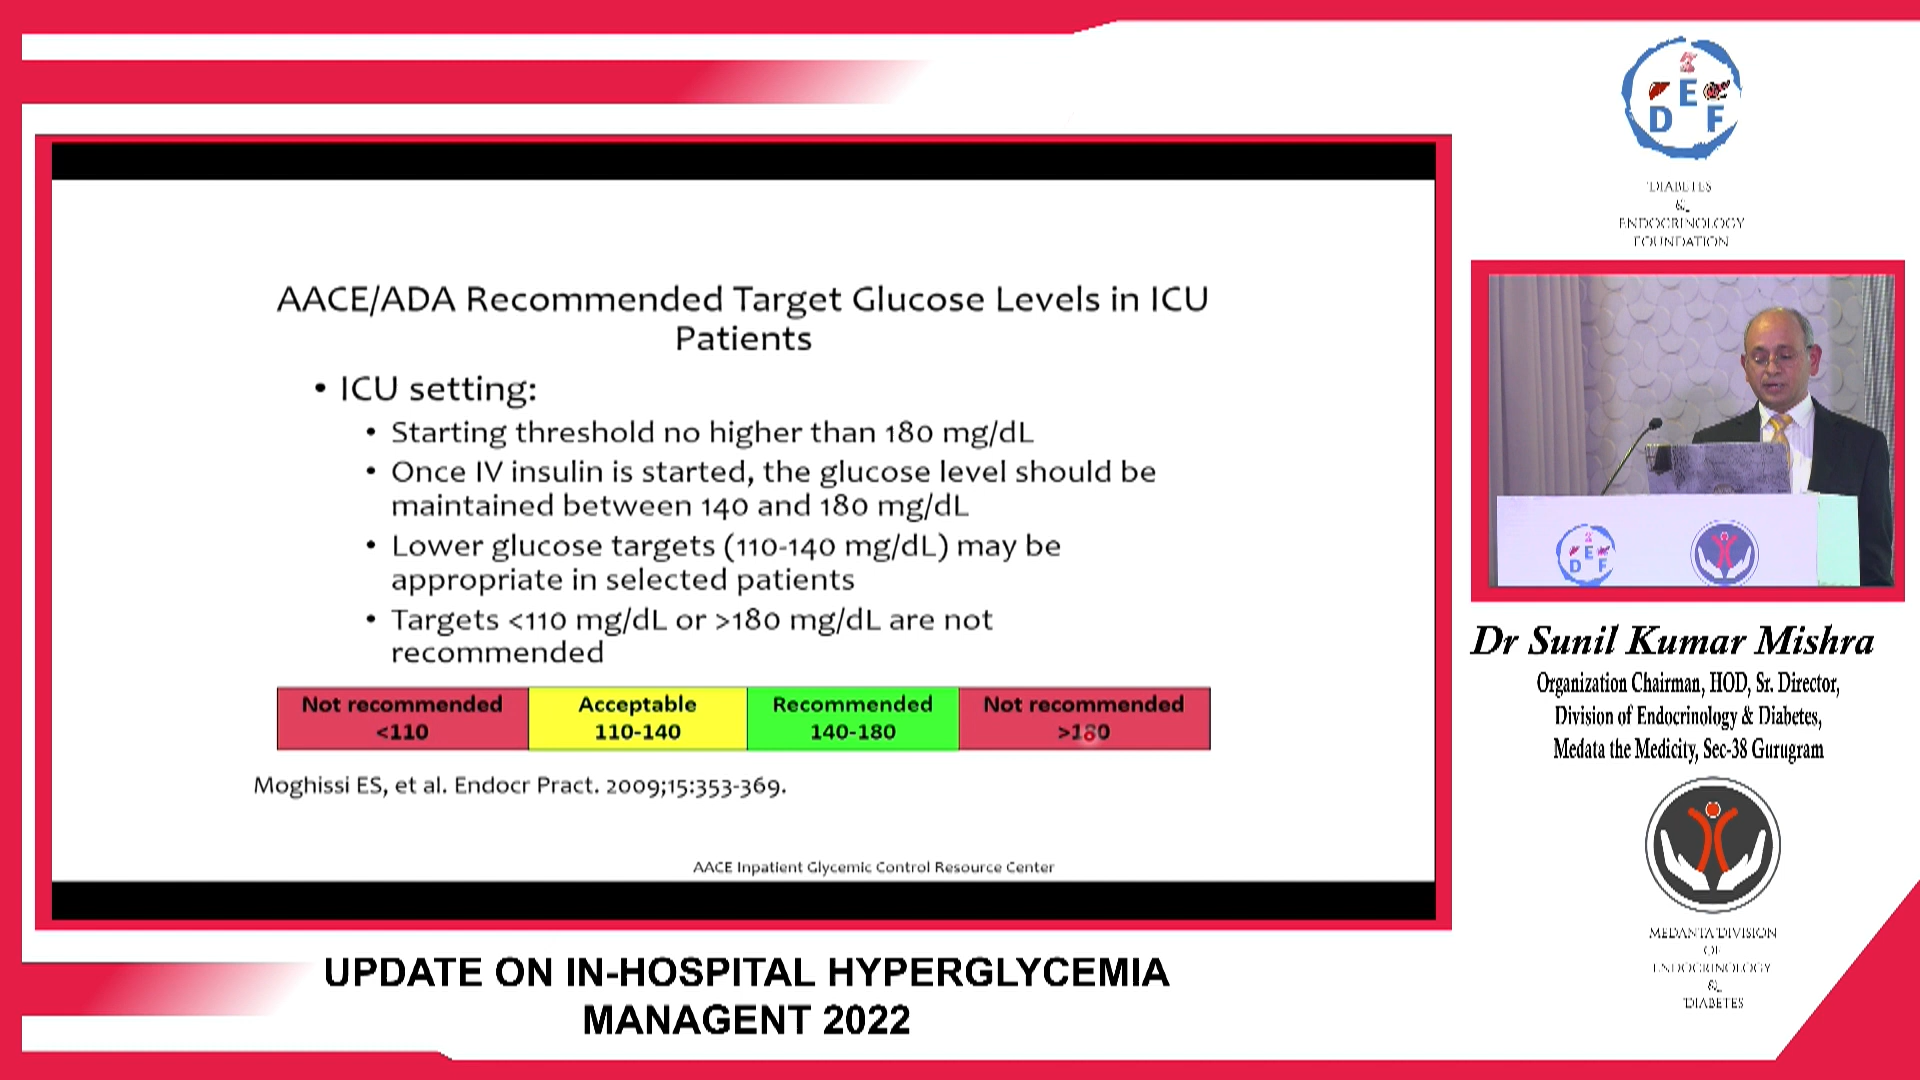 AACE/ADA Recommended Target Glucose Levels in ICU
Patients
• ICU setting:
• Starting threshold no higher than 180 mg/dL
• Once IV insulin is started, the glucose level should be
maintained between 140 and 180 mg/dL
• Lower glucose targets (110-140 mg/dL) may be
appropriate in selected patients
• Targets <110 mg/dL or >180 mg/dL are not
recommended
Not recommended
<110
Acceptable
110-140
Recommended
140-180
Not recommended
>180
Moghissi ES, et al. Endocr Pract. 2009;15:353-369.
AACE Inpatient Glycemic Control Resource Center
UPDATE ON IN-HOSPITAL HYPERGLYCEMIA
MANAGENT 2022
D E F
DIABETES
&
ENDOCRINOLOGY
FOUNDATION
D E F
Dr Sunil Kumar Mishra
Organization Chairman, HOD, Sr. Director,
Division of Endocrinology & Diabetes,
Medata the Medicity, Sec-38 Gurugram
MEDANTA DIVISION
OF
ENDOCRINOLOGY
&
DIABETES